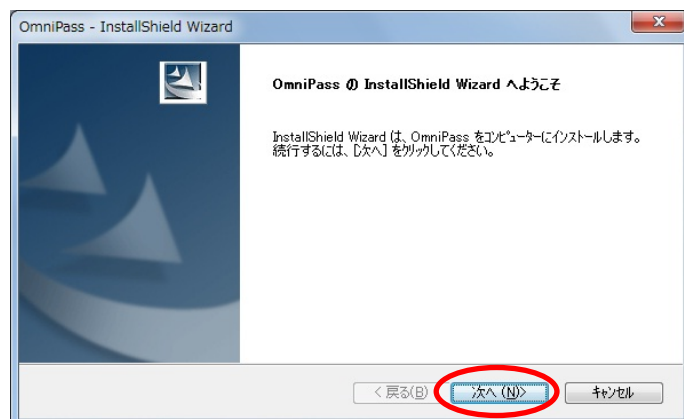 OmniPass - InstallShield Wizard
OmniPass の InstallShield Wizard へようこそ
InstallShield Wizard は、OmniPass をコンピューターにインストールします。
続行するには、[次へ] をクリックしてください。
< 戻る(B)
次へ (N)>
キャンセル